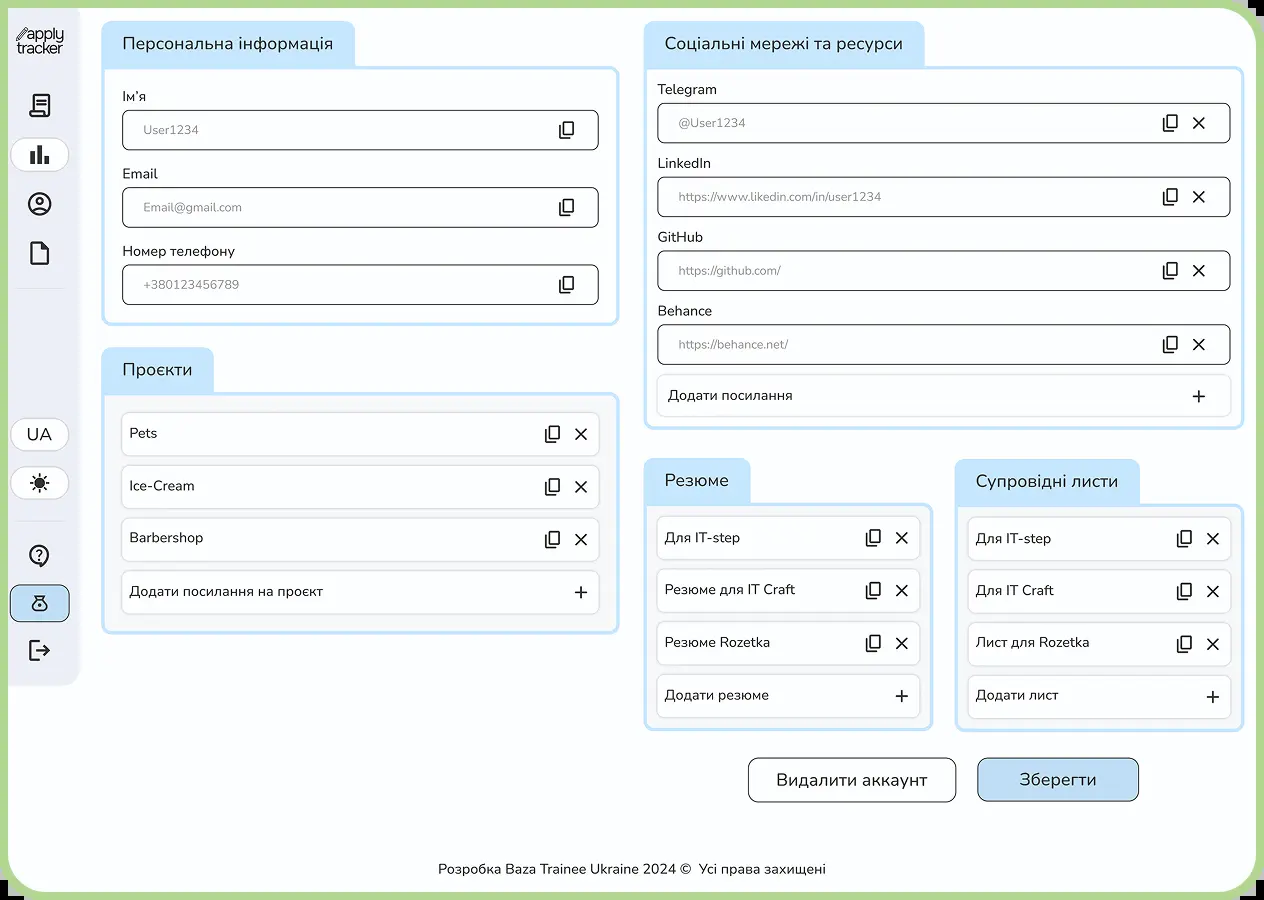 apply
tracker
UA
Персональна інформація
Ім’я
User1234
Email
Email@gmail.com
Номер телефону
+380123456789
Проєкти
Pets
Ice-Cream
Barbershop
Додати посилання на проєкт
Соціальні мережі та ресурси
Telegram
@User1234
LinkedIn
https://www.likedin.com/in/user1234
GitHub
https://github.com/
Behance
https://behance.net/
Додати посилання
Резюме
Для IT-step
Резюме для IT Craft
Резюме Rozetka
Додати резюме
Супровідні листи
Для IT-step
Для IT Craft
Лист для Rozetka
Додати лист
Видалити аккаунт
Зберегти
Розробка Baza Trainee Ukraine 2024 © Усі права захищені